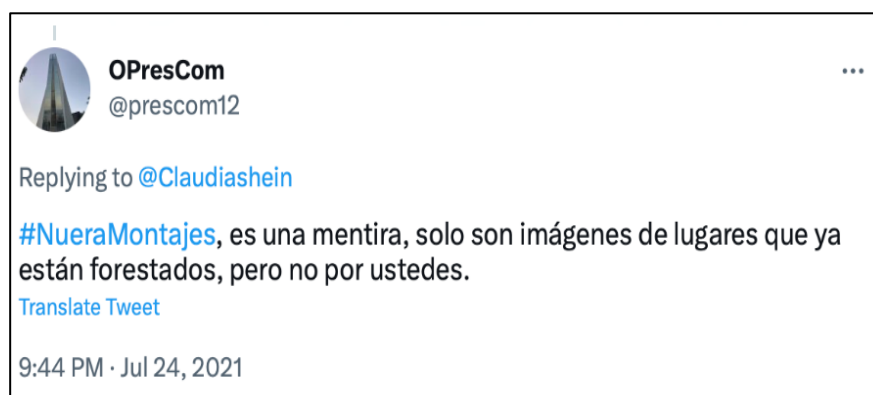 OPresCom
@prescom12
Replying to @Claudiashein
#NueraMontajes, es una mentira, solo son imágenes de lugares que ya
están forestados, pero no por ustedes.
Translate Tweet
9:44 PM · Jul 24, 2021